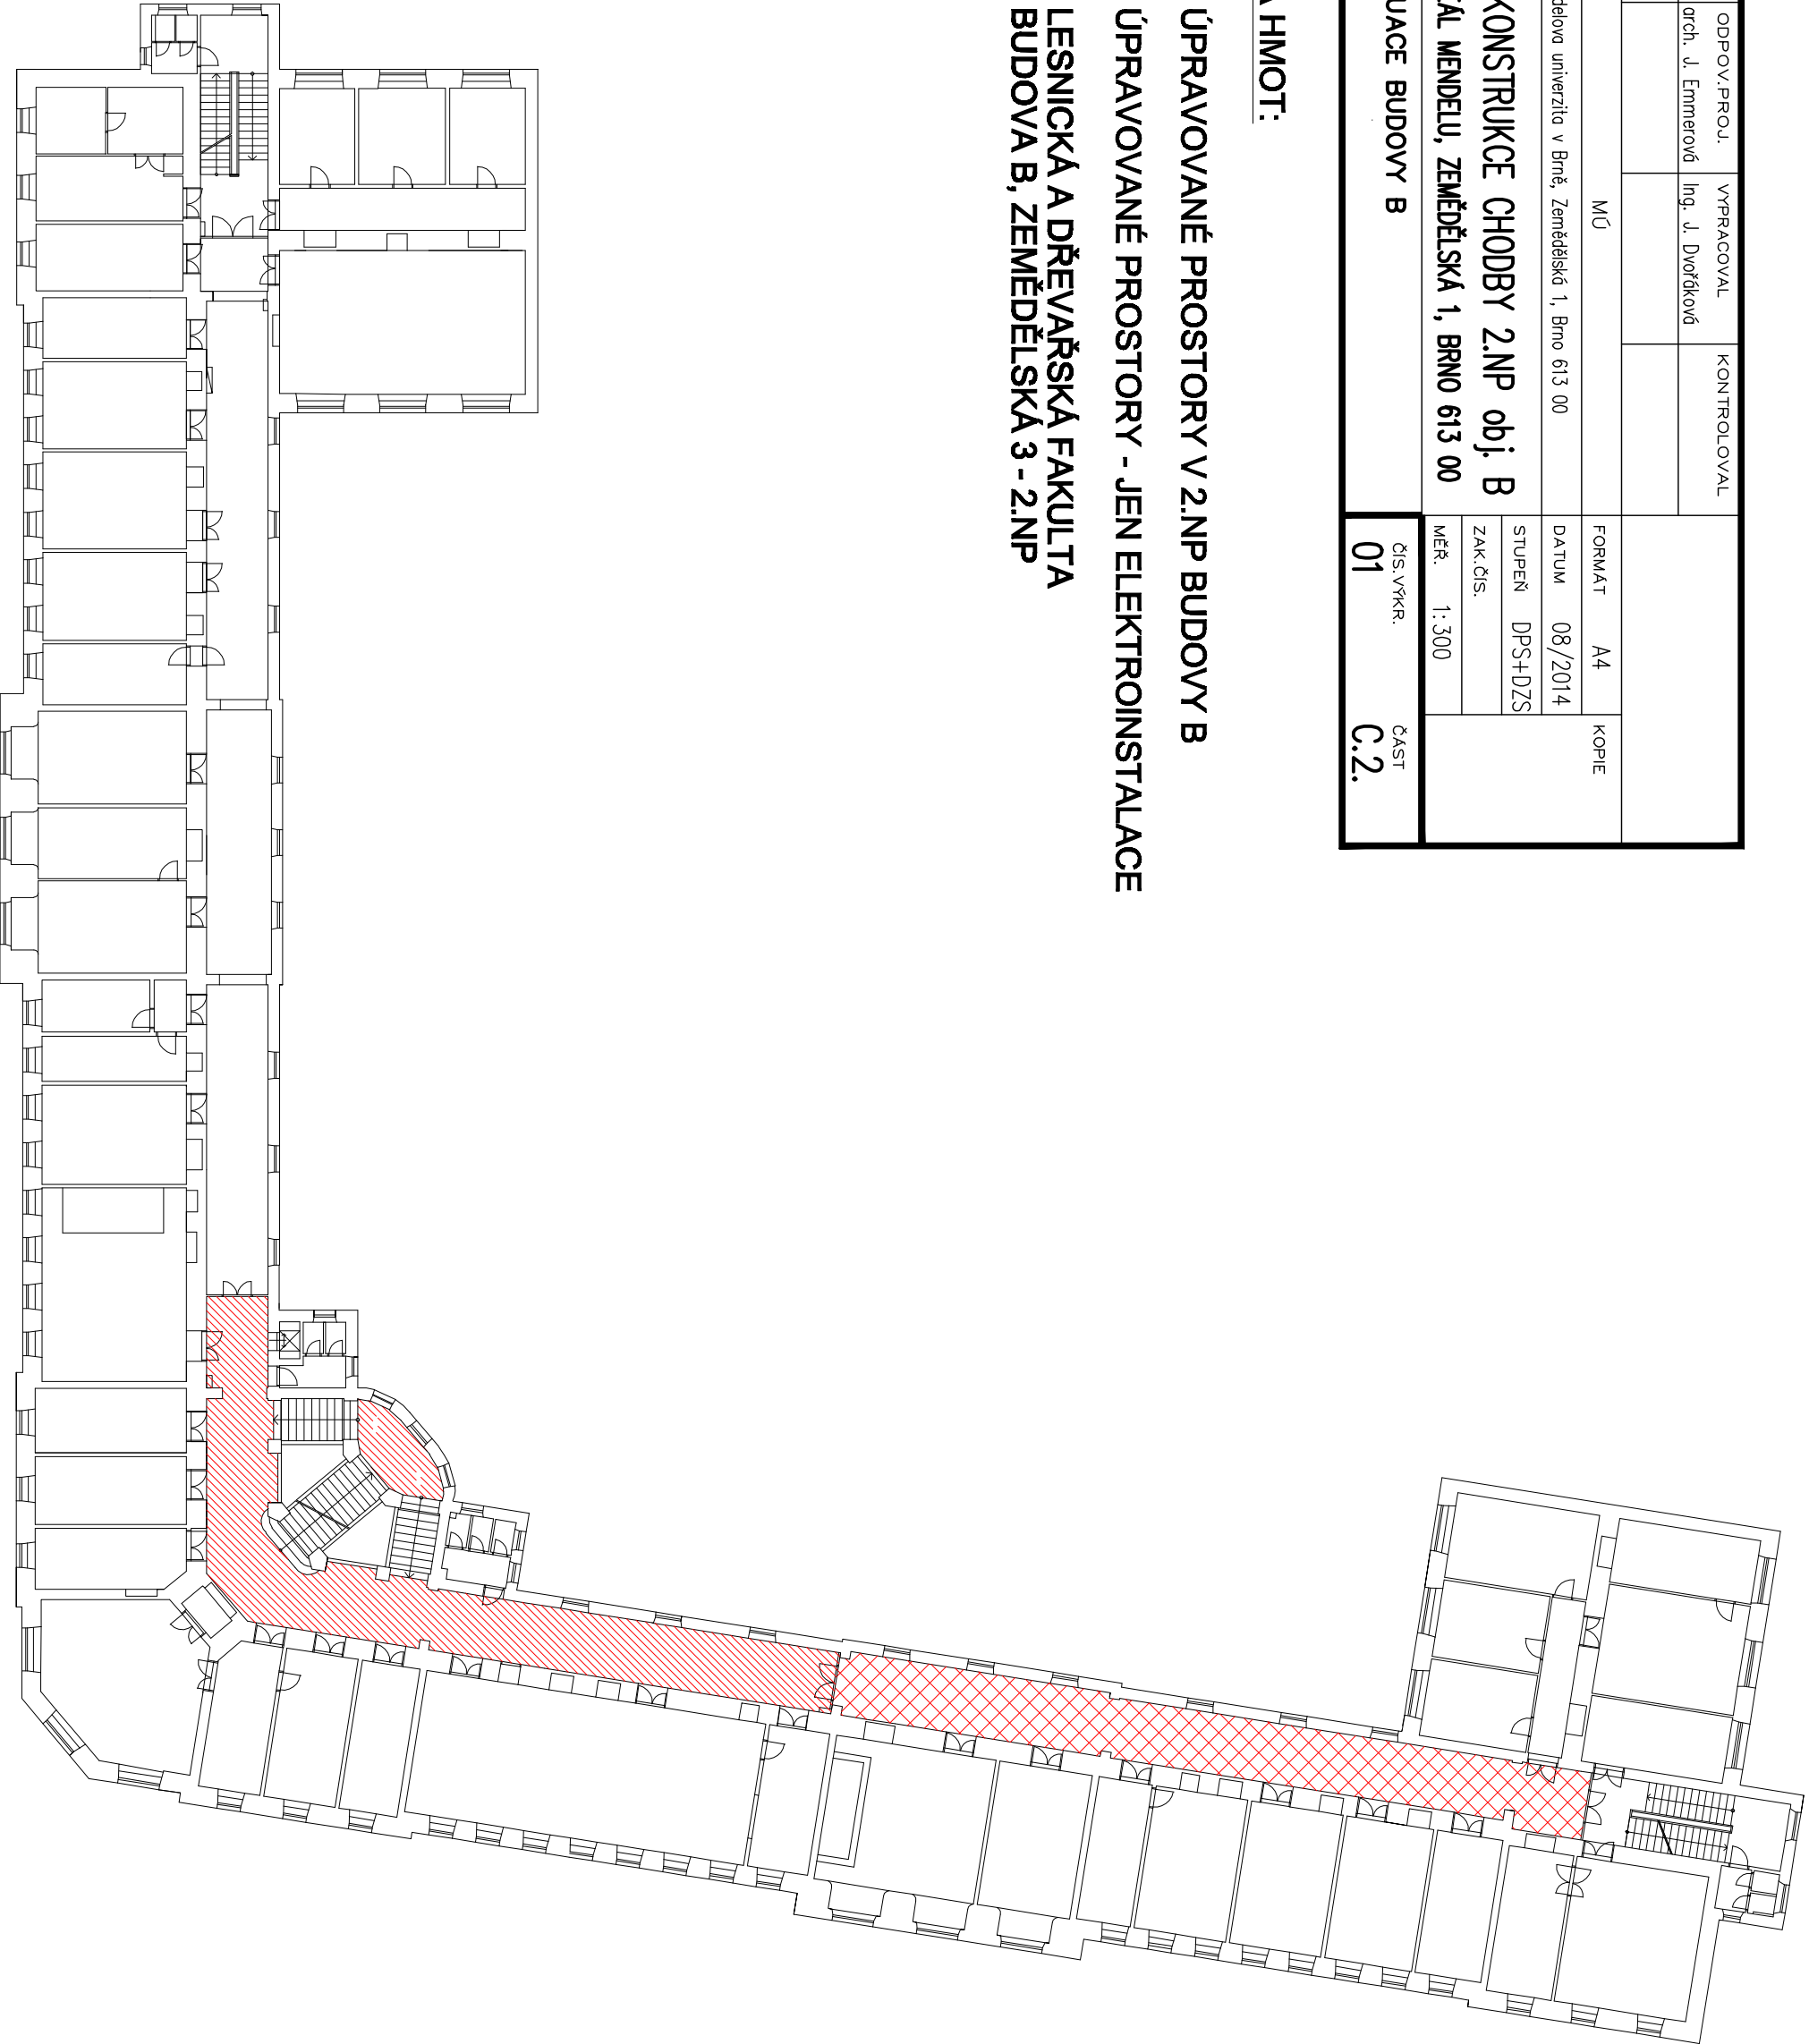 ODPOV.PROJ. VYPRACOVAL KONTROLOVAL
arch. J. Emmerová Ing. J. Dvořáková
MÚ
delova univerzita v Brně, Zemědělská 1, Brno 613 00
KONSTRUKCE CHODBY 2.NP obj. B
ÁL MENDELU, ZEMĚDĚLSKÁ 1, BRNO 613 00
UACE BUDOVY B
FORMÁT A4
DATUM 08/2014
STUPEŇ DPS+DZS
ZAK.ČÍS.
MĚŘ. 1:300
KOPIE
ČÍS.VÝKR. ČÁST
01 C.2.
A HMOT:
ÚPRAVOVANÉ PROSTORY V 2.NP BUDOVY B
ÚPRAVOVANÉ PROSTORY - JEN ELEKTROINSTALACE
LESNICKÁ A DŘEVAŘSKÁ FAKULTA
BUDOVA B, ZEMĚDĚLSKÁ 3 - 2.NP